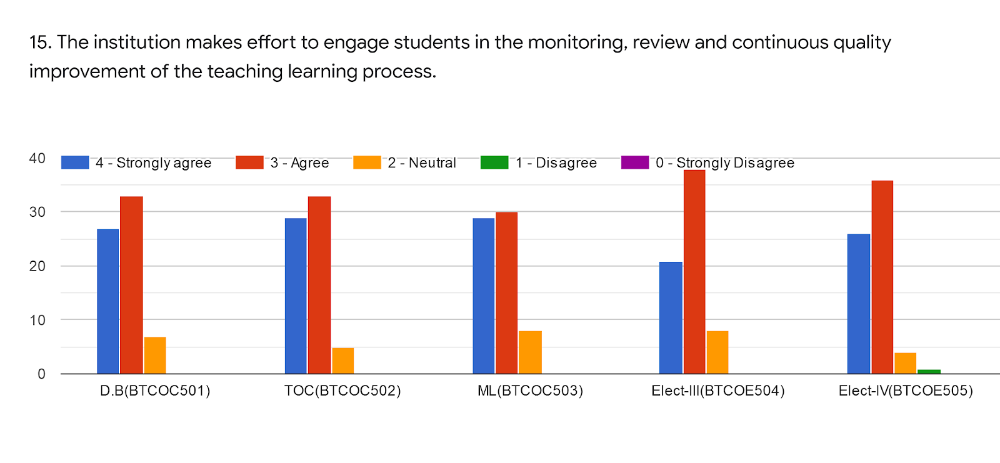 15. The institution makes effort to engage students in the monitoring, review and continuous quality
improvement of the teaching learning process.
40
4 - Strongly agree
3 - Agree
2 - Neutral
1 - Disagree
0 - Strongly Disagree
30
20
10
0
D.B(BTCOC501)
TOC(BTCOC502)
ML(BTCOC503)
Elect-III(BTCOE504)
Elect-IV(BTCOE505)